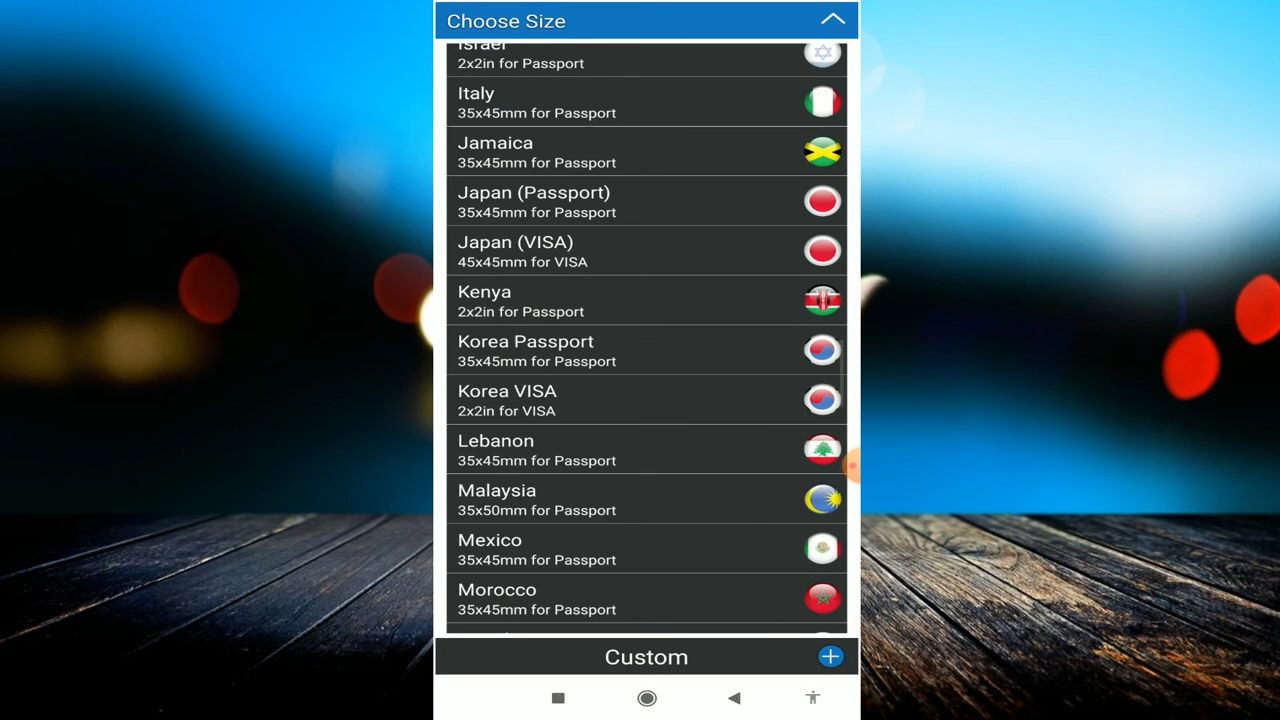 Choose Size
Israel
2x2in for Passport
Italy
35x45mm for Passport
Jamaica
35x45mm for Passport
Japan (Passport)
35x45mm for Passport
Japan (VISA)
45x45mm for VISA
Kenya
2x2in for Passport
Korea Passport
35x45mm for Passport
Korea VISA
2x2in for VISA
Lebanon
35x45mm for Passport
Malaysia
35x50mm for Passport
Mexico
35x45mm for Passport
Morocco
35x45mm for Passport
Custom